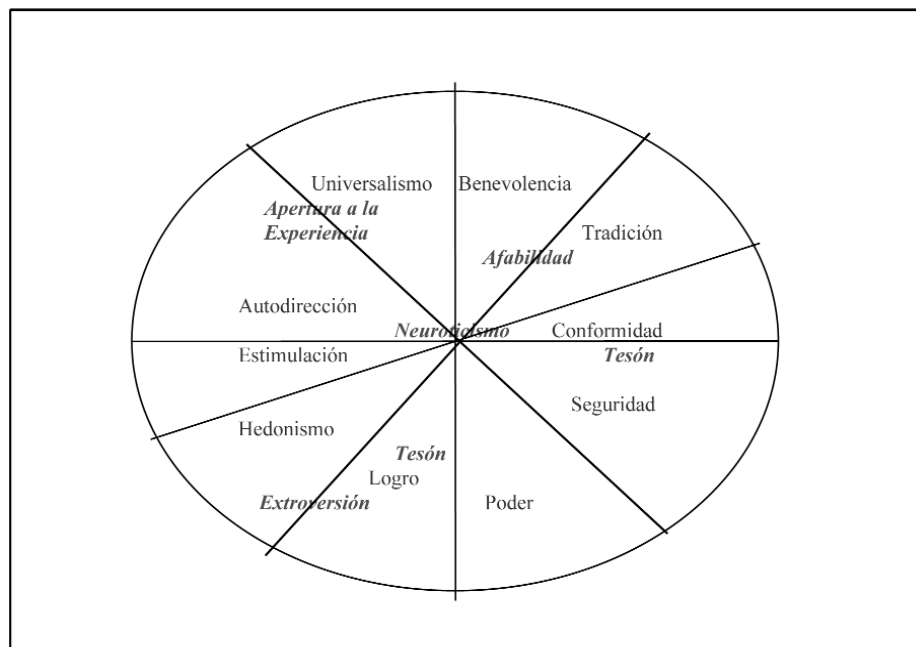 Universalismo
Benevolencia
Apertura a la
Experiencia
Tradición
Afabilidad
Autodirección
Neuroticismo
Conformidad
Estimulación
Tesón
Seguridad
Hedonismo
Tesón
Logro
Extroversión
Poder